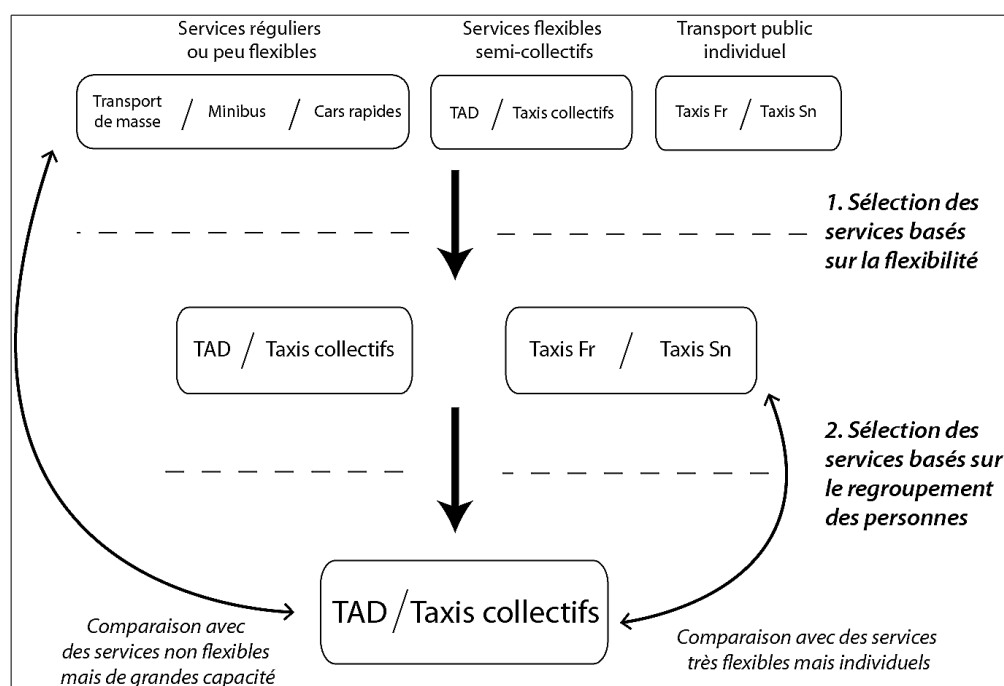 Services réguliers
ou peu flexibles
Services flexibles
semi-collectifs
Transport public
individuel
Transport
de masse / Minibus / Cars rapides
TAD / Taxis collectifs
Taxis Fr / Taxis Sn
1. Sélection des
services basés
sur la flexibilité
TAD / Taxis collectifs
Taxis Fr / Taxis Sn
2. Sélection des
services basés sur
le regroupement
des personnes
TAD / Taxis collectifs
Comparaison avec
des services non flexibles
mais de grandes capacité
Comparaison avec des services
très flexibles mais individuels